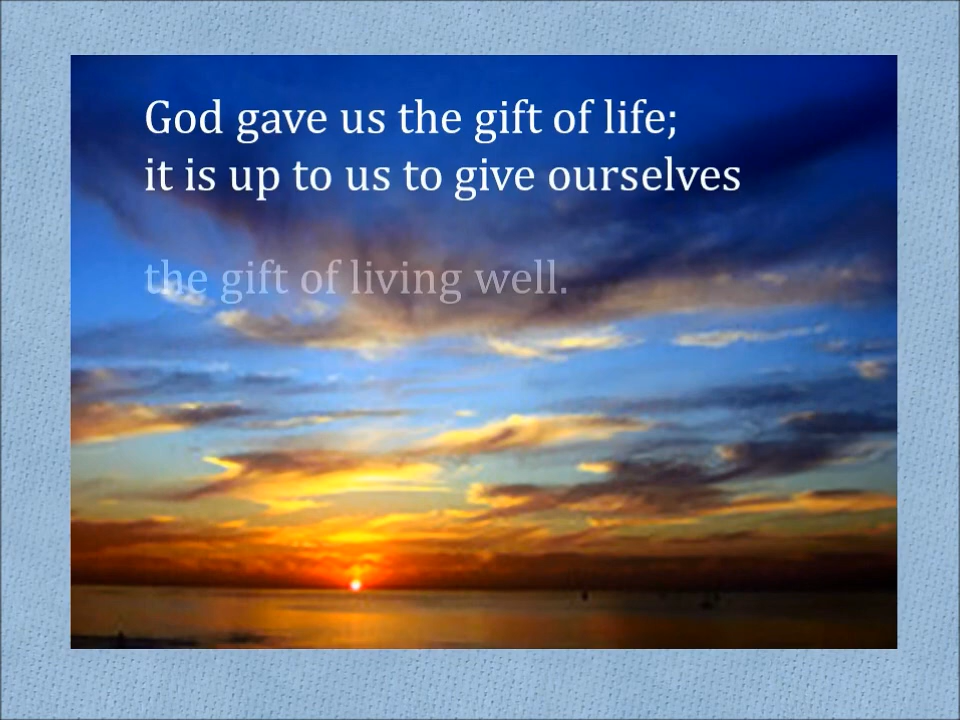 God gave us the gift of life;
it is up to us to give ourselves
the gift of living well.